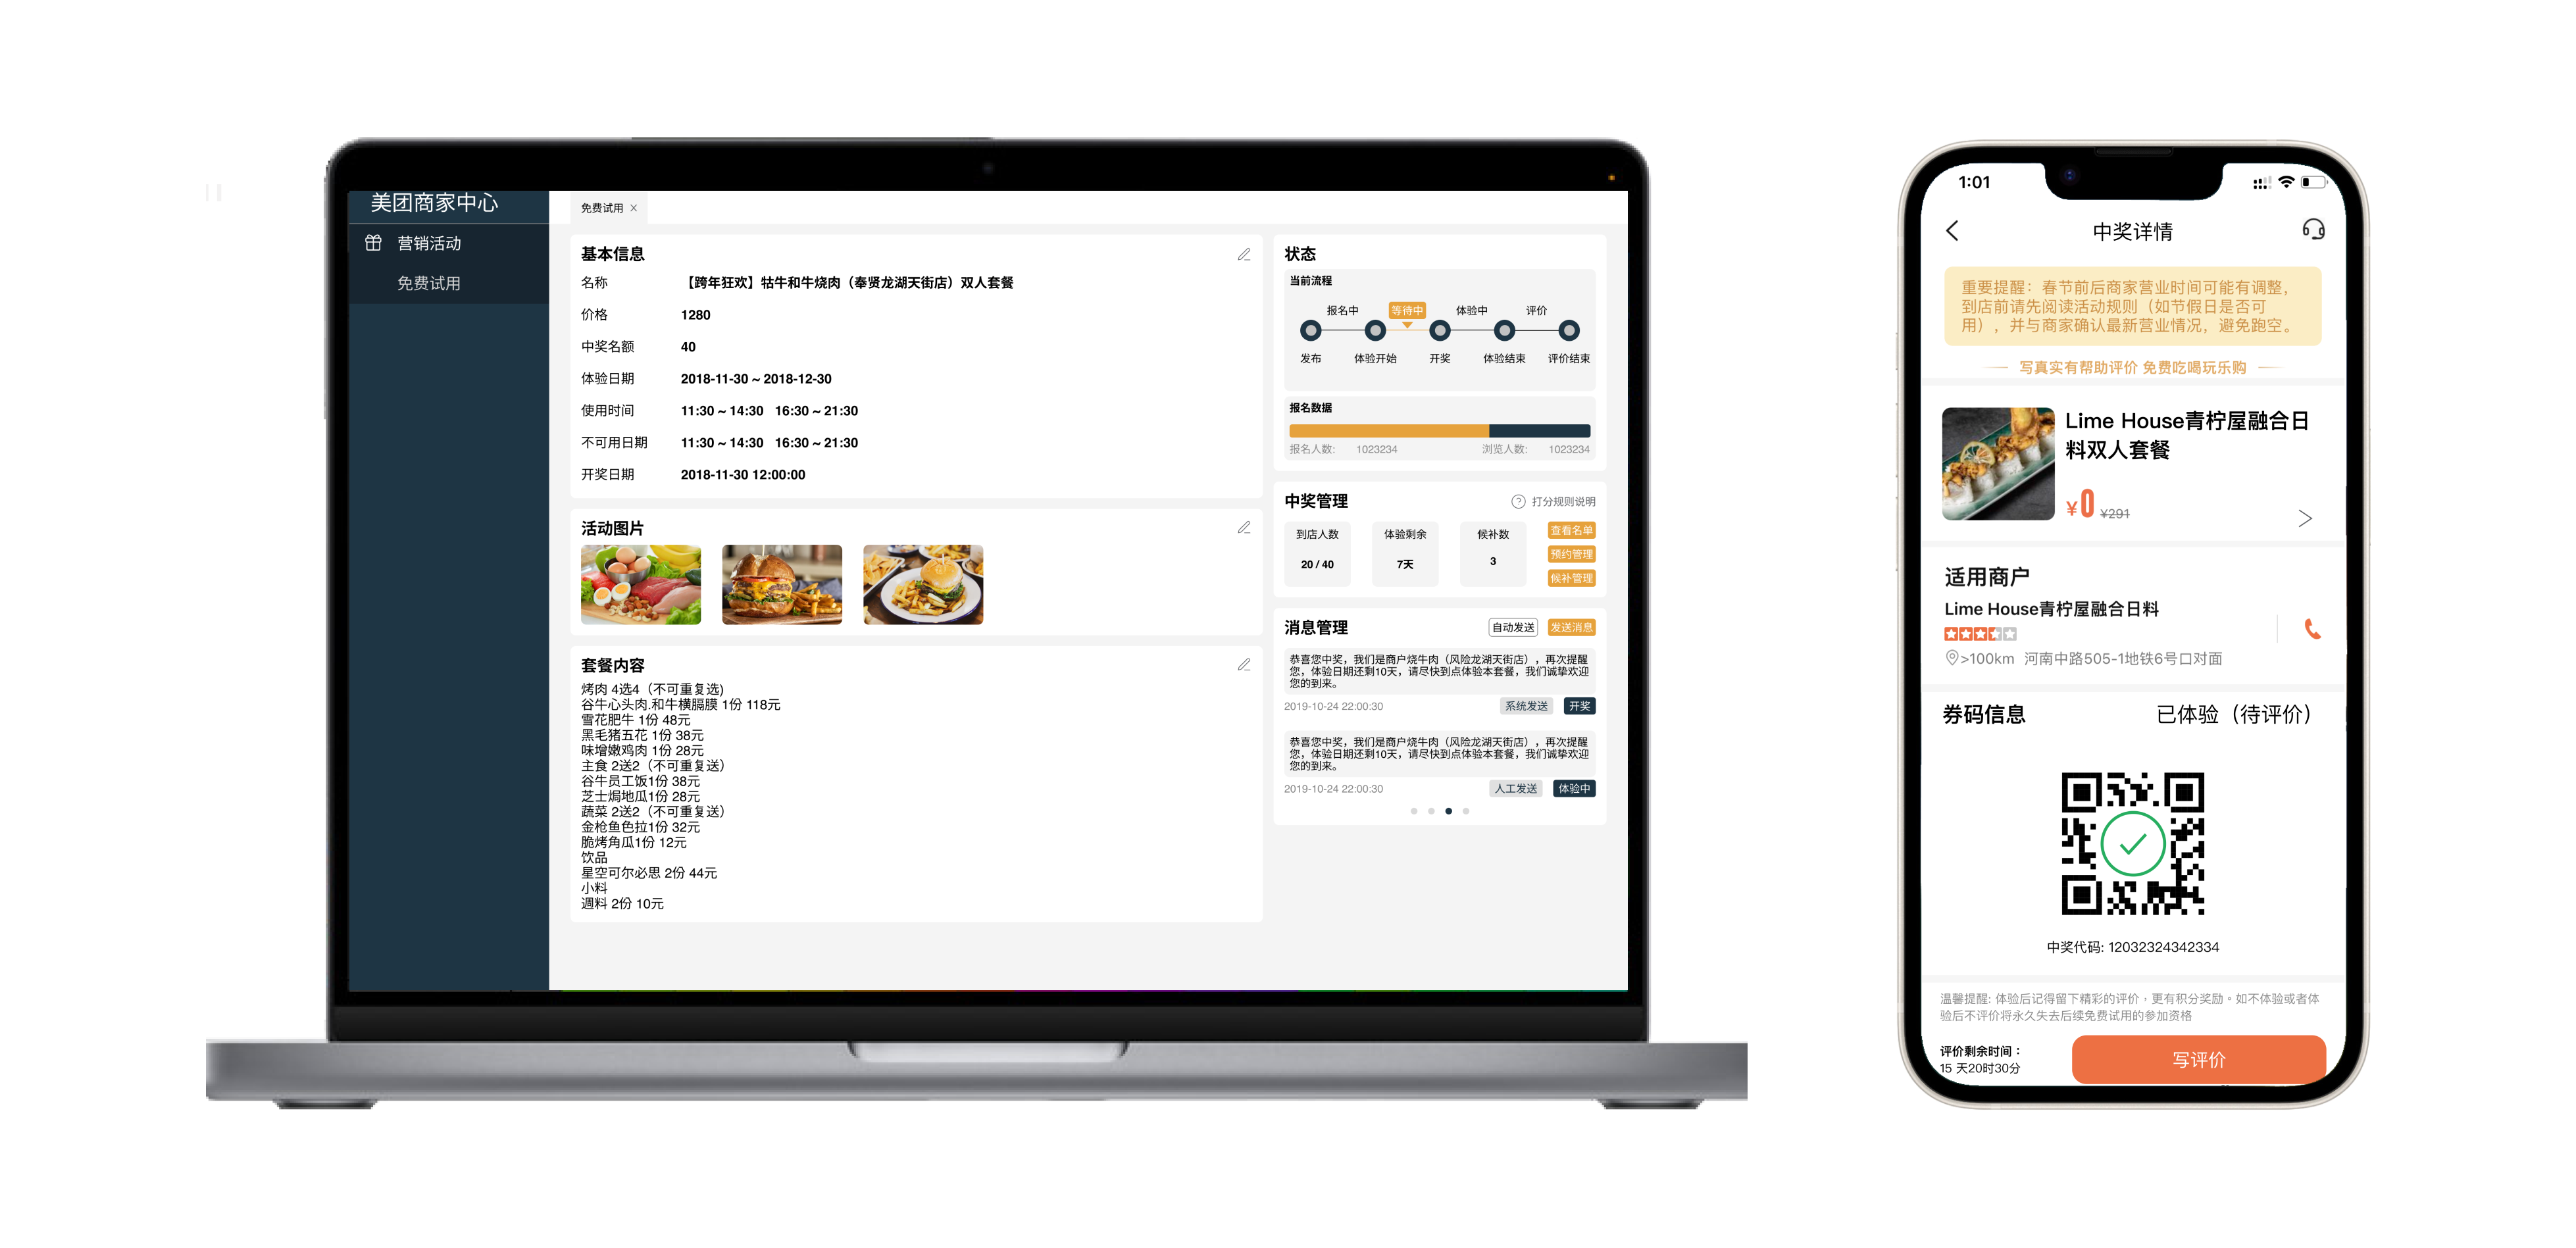 美团商家中心
营销活动
免费试用
免费试用 ×
基本信息
名称 【跨年狂欢】牯牛和牛烧肉（奉贤龙湖天街店）双人套餐
价格 1280
中奖名额 40
体验日期 2018-11-30 ~ 2018-12-30
使用时间 11:30 ~ 14:30 16:30 ~ 21:30
不可用日期 11:30 ~ 14:30 16:30 ~ 21:30
开奖日期 2018-11-30 12:00:00
活动图片
套餐内容
烤肉 4选4（不可重复选）
谷牛心头肉.和牛横膈膜 1份 118元
雪花肥牛 1份 48元
黑毛猪五花 1份 38元
味增嫩鸡肉 1份 28元
主食 2送2（不可重复送）
谷牛员工饭1份 38元
芝士焗地瓜1份 28元
蔬菜 2送2（不可重复送）
金枪鱼色拉1份 32元
脆烤角瓜1份 12元
饮品
星空可尔必思 2份 44元
小料
週料 2份 10元
状态
当前流程
报名中 等待中 体验中 评价
发布 体验开始 开奖 体验结束 评价结束
报名数据
报名人数: 1023234 浏览人数: 1023234
中奖管理 ? 打分规则说明
到店人数 体验剩余 候补数
20 / 40 7天 3
查看名单
预约管理
候补管理
消息管理 自动发送 发送消息
恭喜您中奖，我们是商户烧牛肉（风险龙湖天街店），再次提醒
您，体验日期还剩10天，请尽快到点体验本套餐，我们诚挚欢迎
您的到来。
2019-10-24 22:00:30 系统发送 开奖
恭喜您中奖，我们是商户烧牛肉（风险龙湖天街店），再次提醒
您，体验日期还剩10天，请尽快到点体验本套餐，我们诚挚欢迎
您的到来。
2019-10-24 22:00:30 人工发送 体验中
1:01
中奖详情
重要提醒：春节前后商家营业时间可能有调整，
到店前请先阅读活动规则（如节假日是否可
用），并与商家确认最新营业情况，避免跑空。
写真实有帮助评价 免费吃喝玩乐购
Lime House青柠屋融合日
料双人套餐
¥0 ¥291
适用商户
Lime House青柠屋融合日料
>100km 河南中路505-1地铁6号口对面
券码信息 已体验（待评价）
中奖代码: 12032324342334
温馨提醒: 体验后记得留下精彩的评价，更有积分奖励。如不体验或者体
验后不评价将永久失去后续免费试用的参加资格
评价剩余时间：
15 天20时30分
写评价